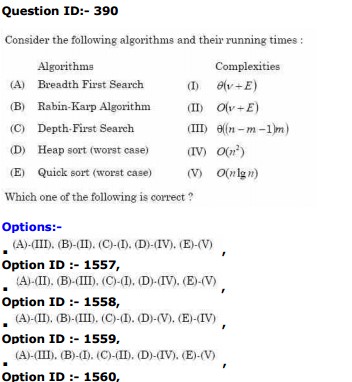 Question ID:- 390
Consider the following algorithms and their running times :
Algorithms Complexities
(A) Breadth First Search (I) θ(v + E)
(B) Rabin-Karp Algorithm (II) O(v + E)
(C) Depth-First Search (III) θ((n – m – 1)m)
(D) Heap sort (worst case) (IV) O(n²)
(E) Quick sort (worst case) (V) O(n lg n)
Which one of the following is correct ?
Options:-
(A)-(III), (B)-(II), (C)-(I), (D)-(IV), (E)-(V) ,
Option ID :- 1557,
(A)-(II), (B)-(III), (C)-(I), (D)-(IV), (E)-(V) ,
Option ID :- 1558,
(A)-(II), (B)-(III), (C)-(I), (D)-(V), (E)-(IV) ,
Option ID :- 1559,
(A)-(III), (B)-(I), (C)-(II), (D)-(IV), (E)-(V) ,
Option ID :- 1560,